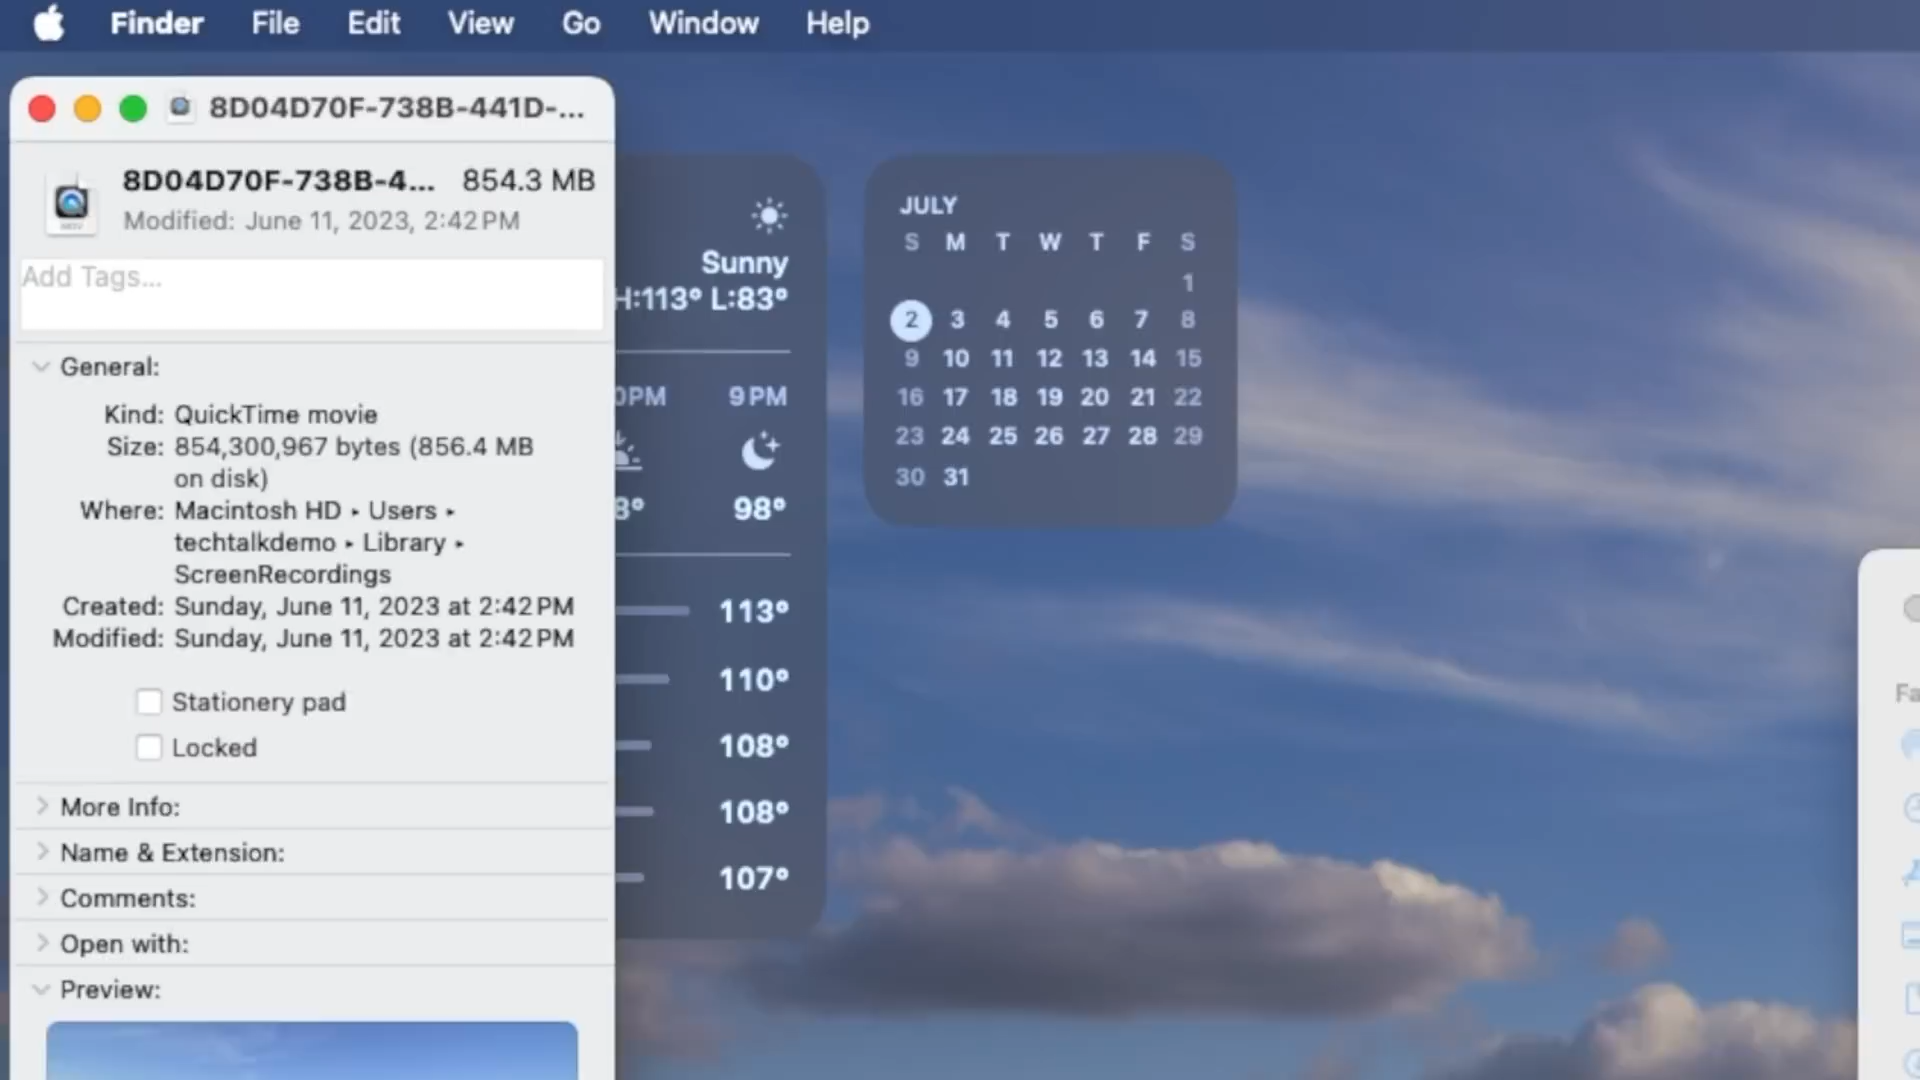 Finder File Edit View Go Window Help
8D04D70F-738B-441D-...
8D04D70F-738B-4... 854.3 MB
Modified: June 11, 2023, 2:42 PM
Add Tags...
General:
Kind: QuickTime movie
Size: 854,300,967 bytes (856.4 MB
on disk)
Where: Macintosh HD ▸ Users ▸
techtalkdemo ▸ Library ▸
ScreenRecordings
Created: Sunday, June 11, 2023 at 2:42 PM
Modified: Sunday, June 11, 2023 at 2:42 PM
Stationery pad
Locked
More Info:
Name & Extension:
Comments:
Open with:
Preview:
Sunny
H:113° L:83°
9 PM
98°
113°
110°
108°
108°
107°
JULY
S M T W T F S
1
2 3 4 5 6 7 8
9 10 11 12 13 14 15
16 17 18 19 20 21 22
23 24 25 26 27 28 29
30 31